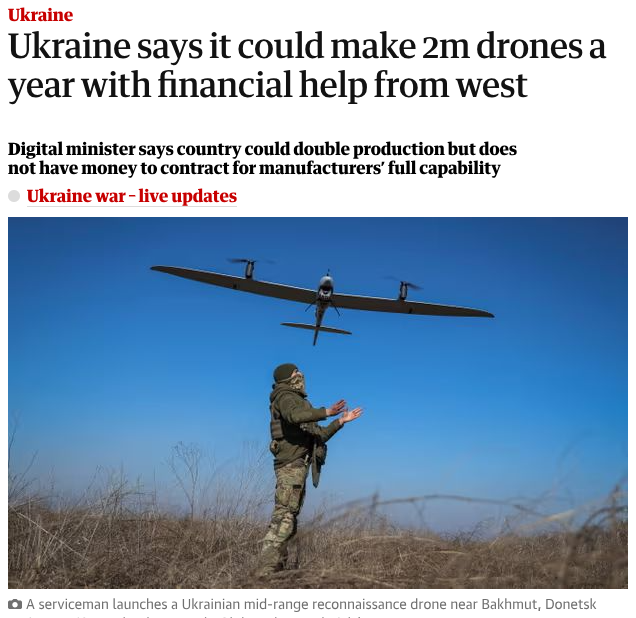 Ukraine
Ukraine says it could make 2m drones a
year with financial help from west
Digital minister says country could double production but does
not have money to contract for manufacturers’ full capability
Ukraine war – live updates
A serviceman launches a Ukrainian mid-range reconnaissance drone near Bakhmut, Donetsk